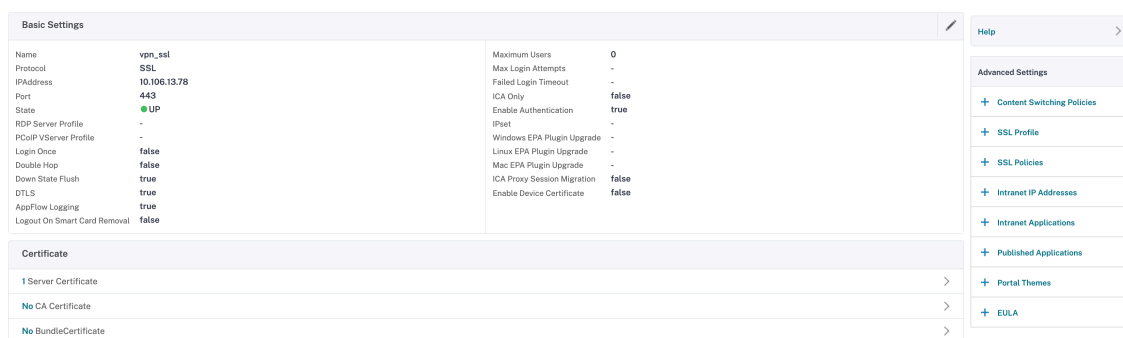 Basic Settings
Name vpn_ssl
Protocol SSL
IPAddress 10.106.13.78
Port 443
State UP
RDP Server Profile -
PCoIP VServer Profile -
Login Once false
Double Hop false
Down State Flush true
DTLS true
AppFlow Logging true
Logout On Smart Card Removal false
Maximum Users 0
Max Login Attempts -
Failed Login Timeout -
ICA Only false
Enable Authentication true
IPset -
Windows EPA Plugin Upgrade -
Linux EPA Plugin Upgrade -
Mac EPA Plugin Upgrade -
ICA Proxy Session Migration false
Enable Device Certificate false
Certificate
1 Server Certificate
No CA Certificate
No BundleCertificate
Help
Advanced Settings
+ Content Switching Policies
+ SSL Profile
+ SSL Policies
+ Intranet IP Addresses
+ Intranet Applications
+ Published Applications
+ Portal Themes
+ EULA